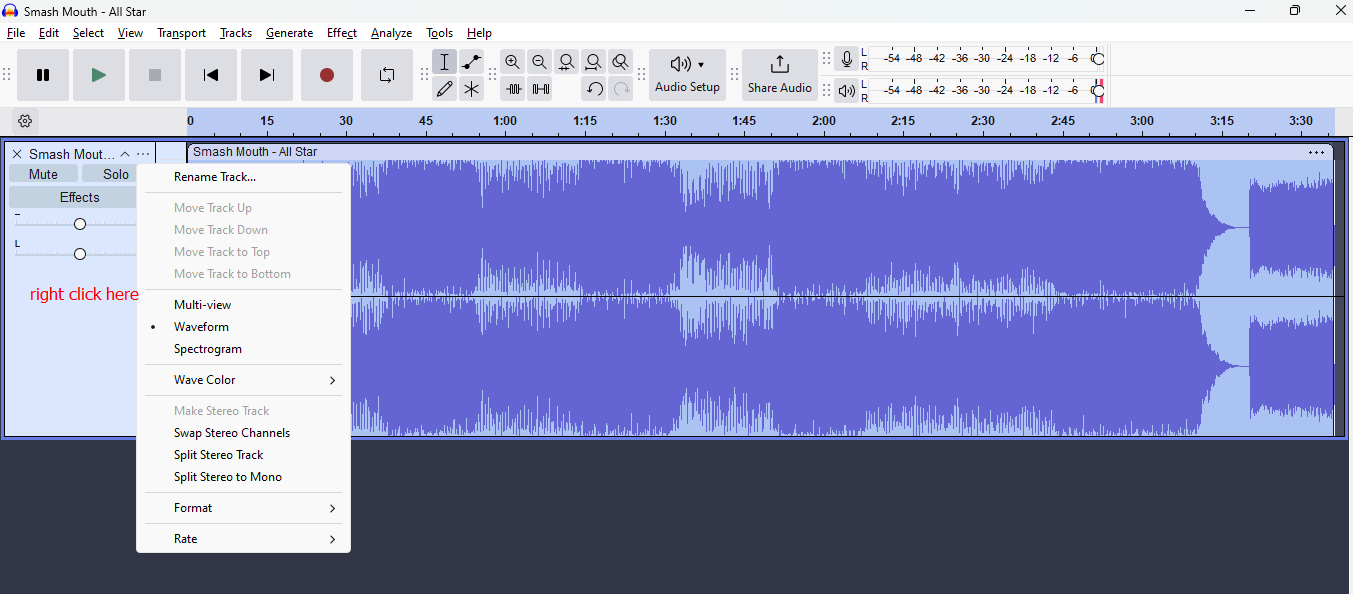 Smash Mouth - All Star
File Edit Select View Transport Tracks Generate Effect Analyze Tools Help
Audio Setup
Share Audio
L
R
-54 -48 -42 -36 -30 -24 -18 -12 -6 0
L
R
-54 -48 -42 -36 -30 -24 -18 -12 -6 0
0 15 30 45 1:00 1:15 1:30 1:45 2:00 2:15 2:30 2:45 3:00 3:15 3:30
Smash Mout...
Smash Mouth - All Star
Mute Solo
Effects
L
right click here
Rename Track...
Move Track Up
Move Track Down
Move Track to Top
Move Track to Bottom
Multi-view
Waveform
Spectrogram
Wave Color
Make Stereo Track
Swap Stereo Channels
Split Stereo Track
Split Stereo to Mono
Format
Rate